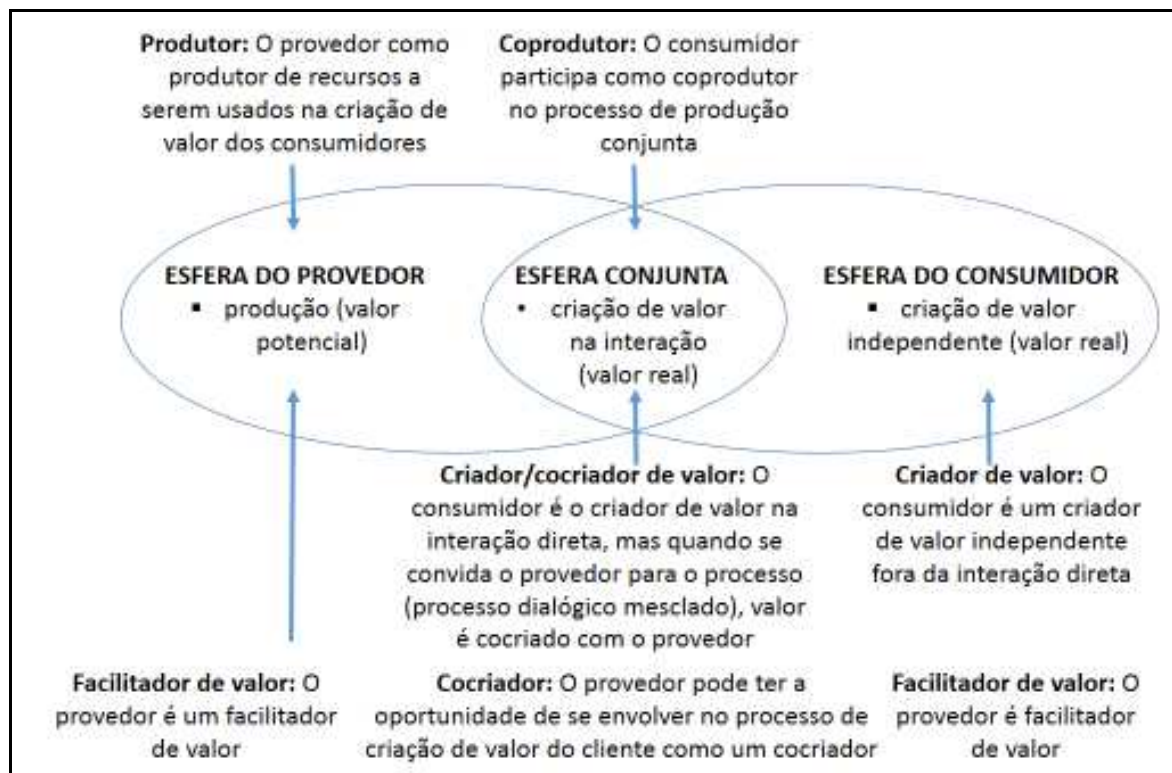 Produtor: O provedor como
produtor de recursos a
serem usados na criação de
valor dos consumidores
Coprodutor: O consumidor
participa como coprodutor
no processo de produção
conjunta
ESFERA DO PROVEDOR
▪ produção (valor
potencial)
ESFERA CONJUNTA
• criação de valor
na interação
(valor real)
ESFERA DO CONSUMIDOR
▪ criação de valor
independente (valor real)
Criador/cocriador de valor: O
consumidor é o criador de valor na
interação direta, mas quando se
convida o provedor para o processo
(processo dialógico mesclado), valor
é cocriado com o provedor
Criador de valor: O
consumidor é um criador
de valor independente
fora da interação direta
Facilitador de valor: O
provedor é um facilitador
de valor
Cocriador: O provedor pode ter a
oportunidade de se envolver no processo de
criação de valor do cliente como um cocriador
Facilitador de valor: O
provedor é facilitador
de valor